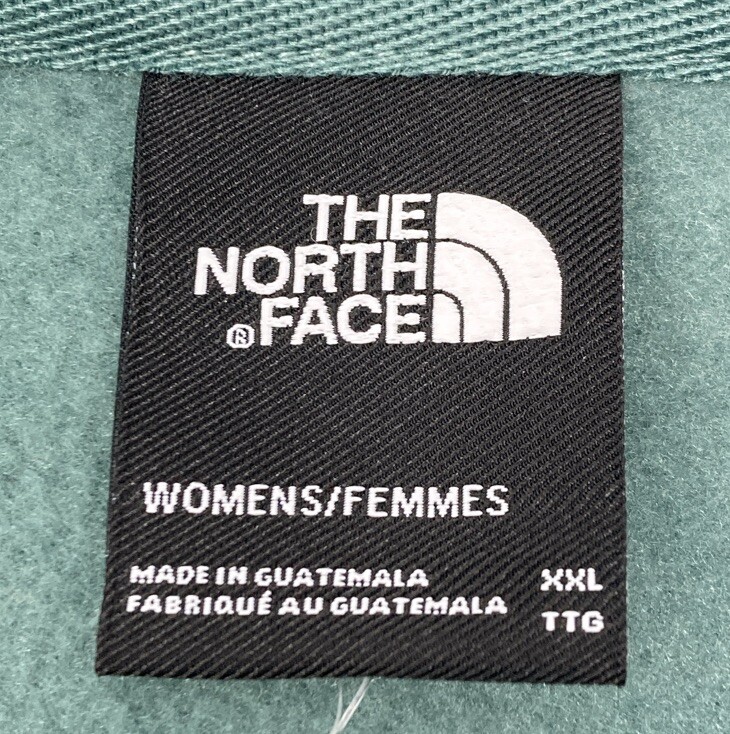 THE
NORTH
®FACE
WOMENS/FEMMES
MADE IN GUATEMALA XXL
FABRIQUÉ AU GUATEMALA TTG